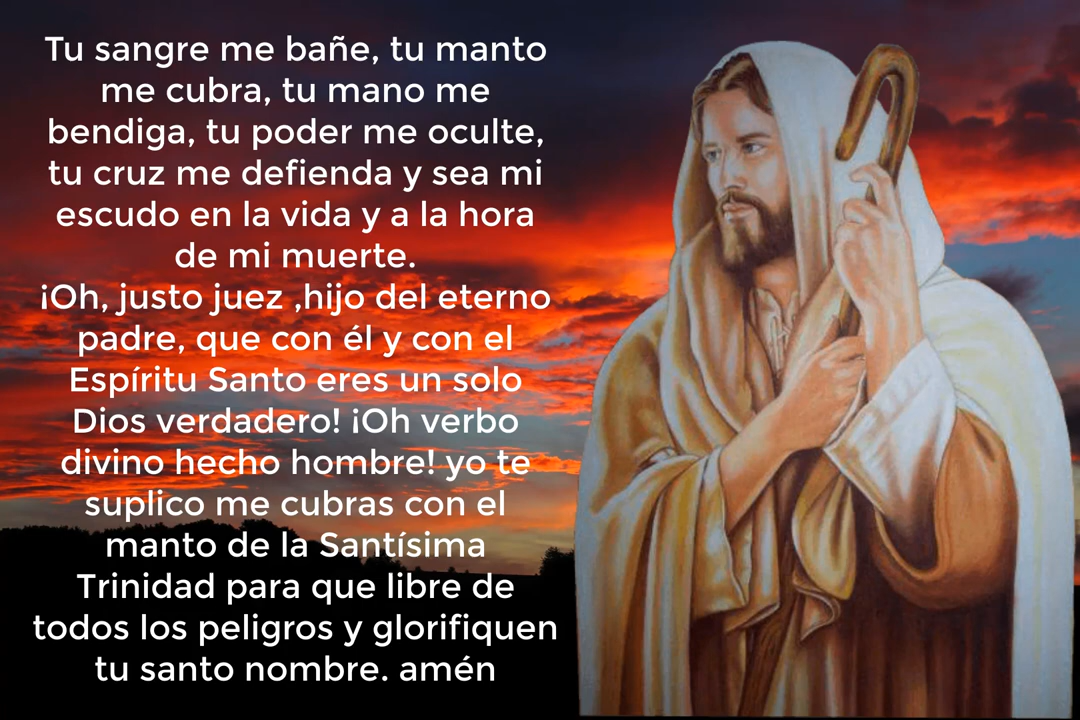 Tu sangre me bañe, tu manto
me cubra, tu mano me
bendiga, tu poder me oculte,
tu cruz me defienda y sea mi
escudo en la vida y a la hora
de mi muerte.
¡Oh, justo juez ,hijo del eterno
padre, que con él y con el
Espíritu Santo eres un solo
Dios verdadero! ¡Oh verbo
divino hecho hombre! yo te
suplico me cubras con el
manto de la Santísima
Trinidad para que libre de
todos los peligros y glorifiquen
tu santo nombre. amén